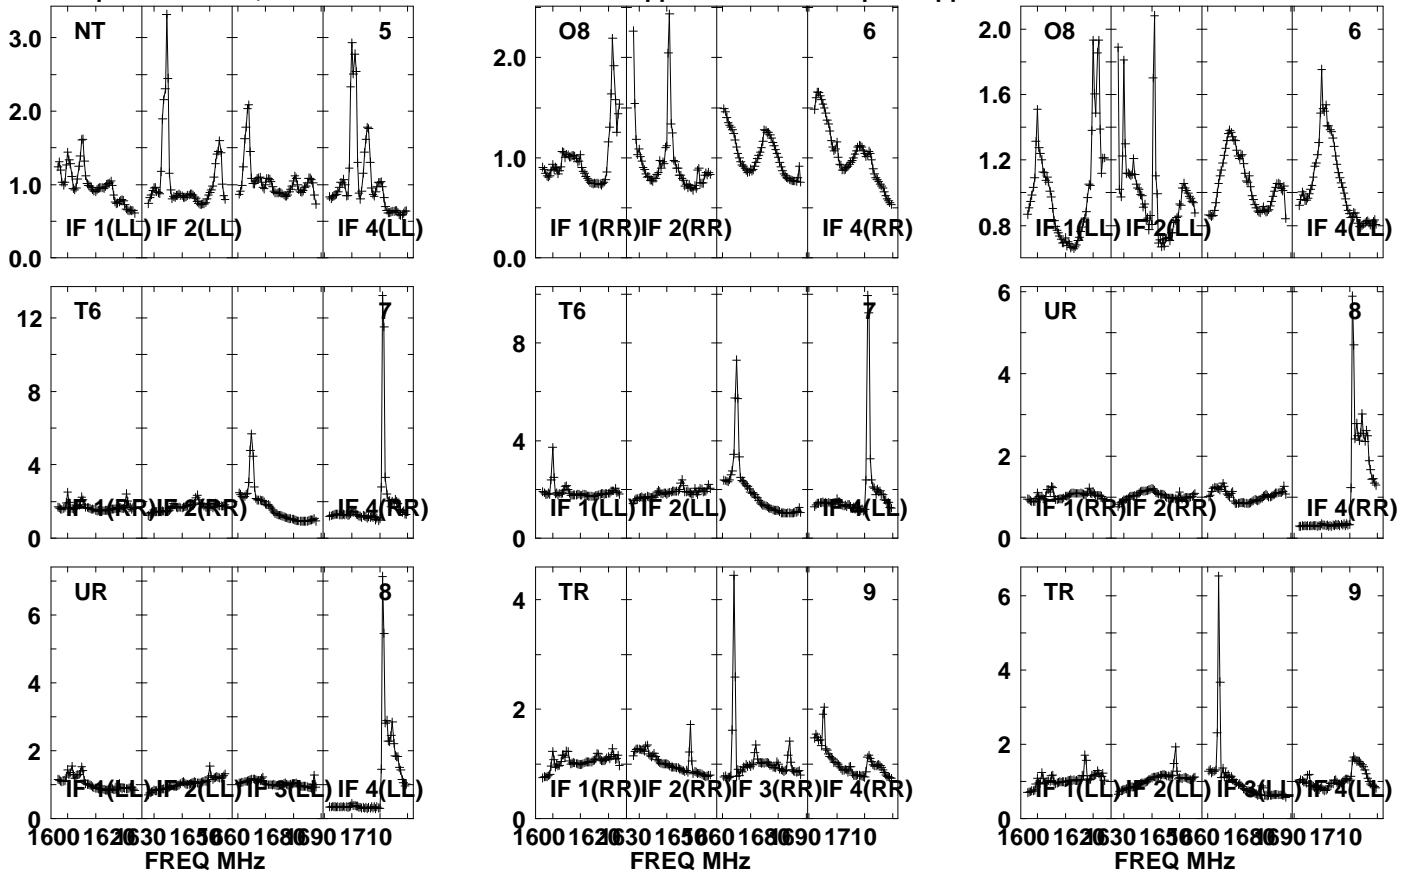 NT 5
3.0
2.0
1.0
0.0
IF 1(LL) IF 2(LL) IF 4(LL)
O8 6
2.0
1.0
0.0
IF 1(RR) IF 2(RR) IF 4(RR)
O8 6
2.0
1.6
1.2
0.8
IF 1(LL) IF 2(LL) IF 4(LL)
T6 7
12
8
4
0
IF 1(RR) IF 2(RR) IF 4(RR)
T6 7
8
4
0
IF 1(LL) IF 2(LL) IF 4(LL)
UR 8
6
4
2
0
IF 1(RR) IF 2(RR) IF 4(RR)
UR 8
6
4
2
0
IF 1(LL) IF 2(LL) IF 3(LL) IF 4(LL)
1600 1620 1630 1650 1660 1680 1690 1710
FREQ MHz
TR 9
4
2
0
IF 1(RR) IF 2(RR) IF 3(RR) IF 4(RR)
1600 1620 1630 1650 1660 1680 1690 1710
FREQ MHz
TR 9
6
4
2
0
IF 1(LL) IF 2(LL) IF 3(LL) IF 4(LL)
1600 1620 1630 1650 1660 1680 1690 1710
FREQ MHz